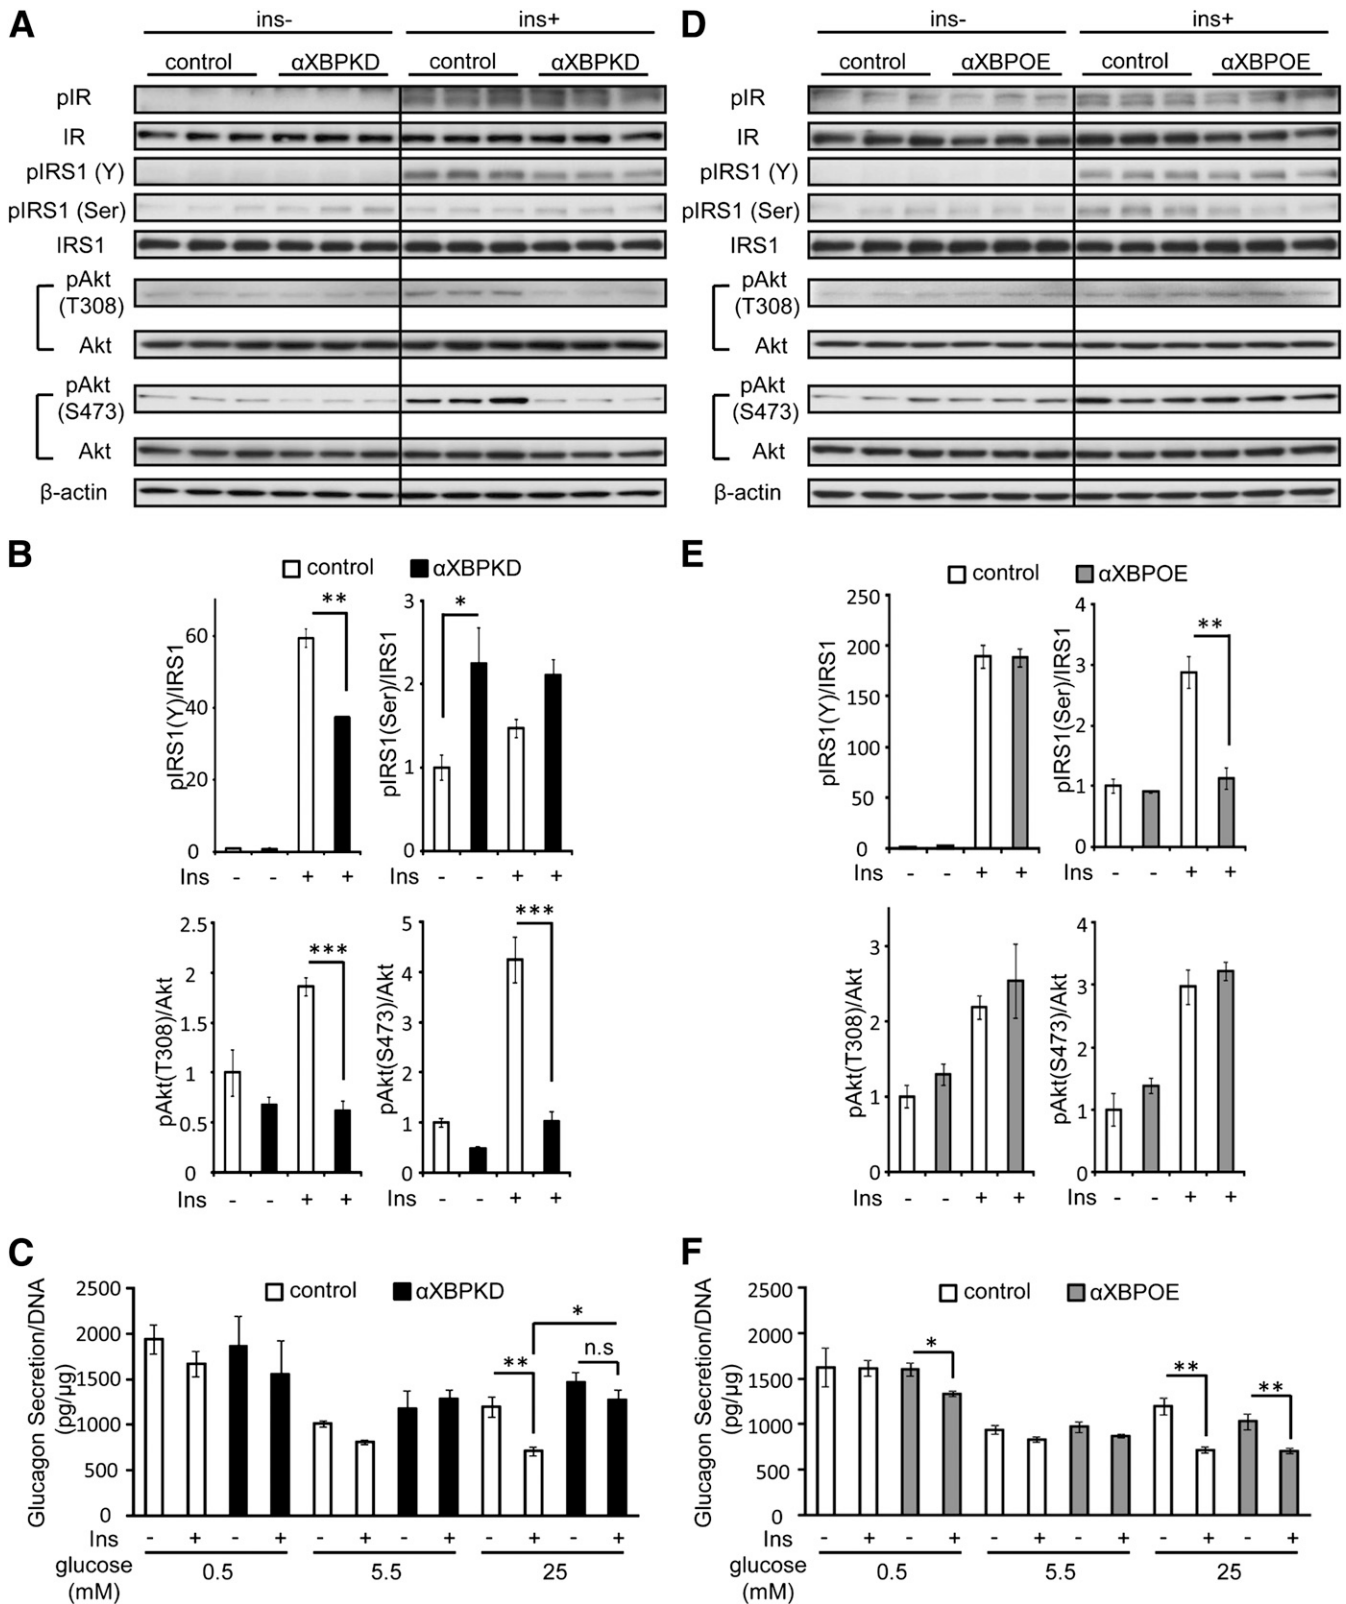 A
ins-
ins+
control
αXBPKD
control
αXBPKD
pIR
IR
pIRS1 (Y)
pIRS1 (Ser)
IRS1
pAkt
(T308)
Akt
pAkt
(S473)
Akt
β-actin
D
ins-
ins+
control
αXBPOE
control
αXBPOE
pIR
IR
pIRS1 (Y)
pIRS1 (Ser)
IRS1
pAkt
(T308)
Akt
pAkt
(S473)
Akt
β-actin
B
control
αXBPKD
pIRS1(Y)/IRS1
60
40
20
0
**
Ins - - + +
pIRS1(Ser)/IRS1
3
2
1
0
*
Ins - - + +
pAkt(T308)/Akt
2.5
2
1.5
1
0.5
0
***
Ins - - + +
pAkt(S473)/Akt
5
4
3
2
1
0
***
Ins - - + +
E
control
αXBPOE
pIRS1(Y)/IRS1
250
200
150
100
50
0
Ins - - + +
pIRS1(Ser)/IRS1
4
3
2
1
0
**
Ins - - + +
pAkt(T308)/Akt
3
2
1
0
Ins - - + +
pAkt(S473)/Akt
4
3
2
1
0
Ins - - + +
C
control
αXBPKD
Glucagon Secretion/DNA
(pg/μg)
2500
2000
1500
1000
500
0
*
**
n.s
Ins - + - + - + - + - + - +
glucose
(mM)
0.5
5.5
25
F
control
αXBPOE
Glucagon Secretion/DNA
(pg/μg)
2500
2000
1500
1000
500
0
*
**
**
Ins - + - + - + - + - + - +
glucose
(mM)
0.5
5.5
25